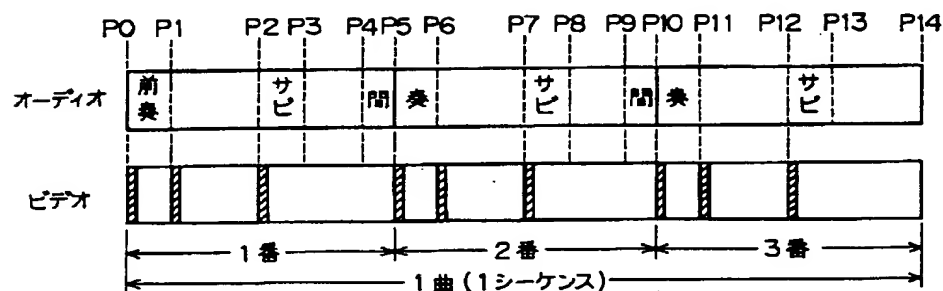 P0 P1 P2 P3 P4 P5 P6 P7 P8 P9 P10 P11 P12 P13 P14
オーディオ 前奏 サビ 間 奏 サビ 間 奏 サビ
ビデオ
1番 2番 3番
1曲(1シーケンス)